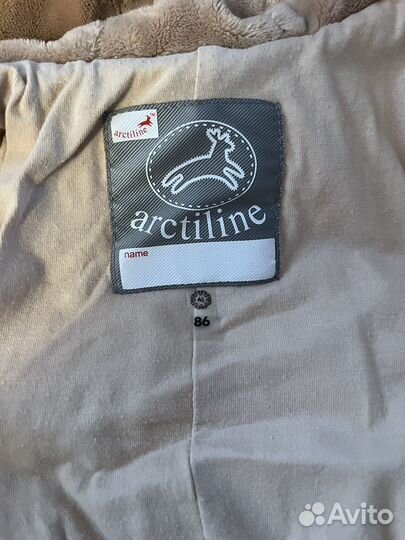 arctiline
arctiline
name
AL
86
Avito